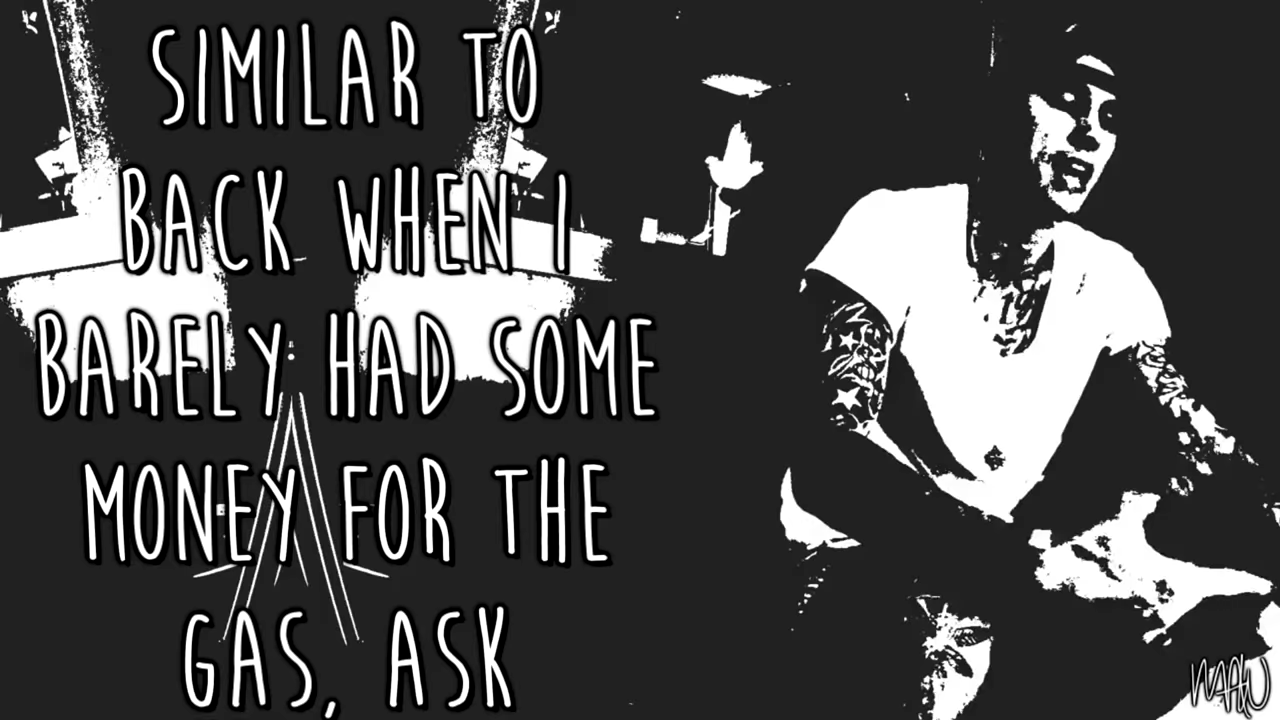 SIMILAR TO
BACK WHEN I
BARELY HAD SOME
MONEY FOR THE
GAS, ASK